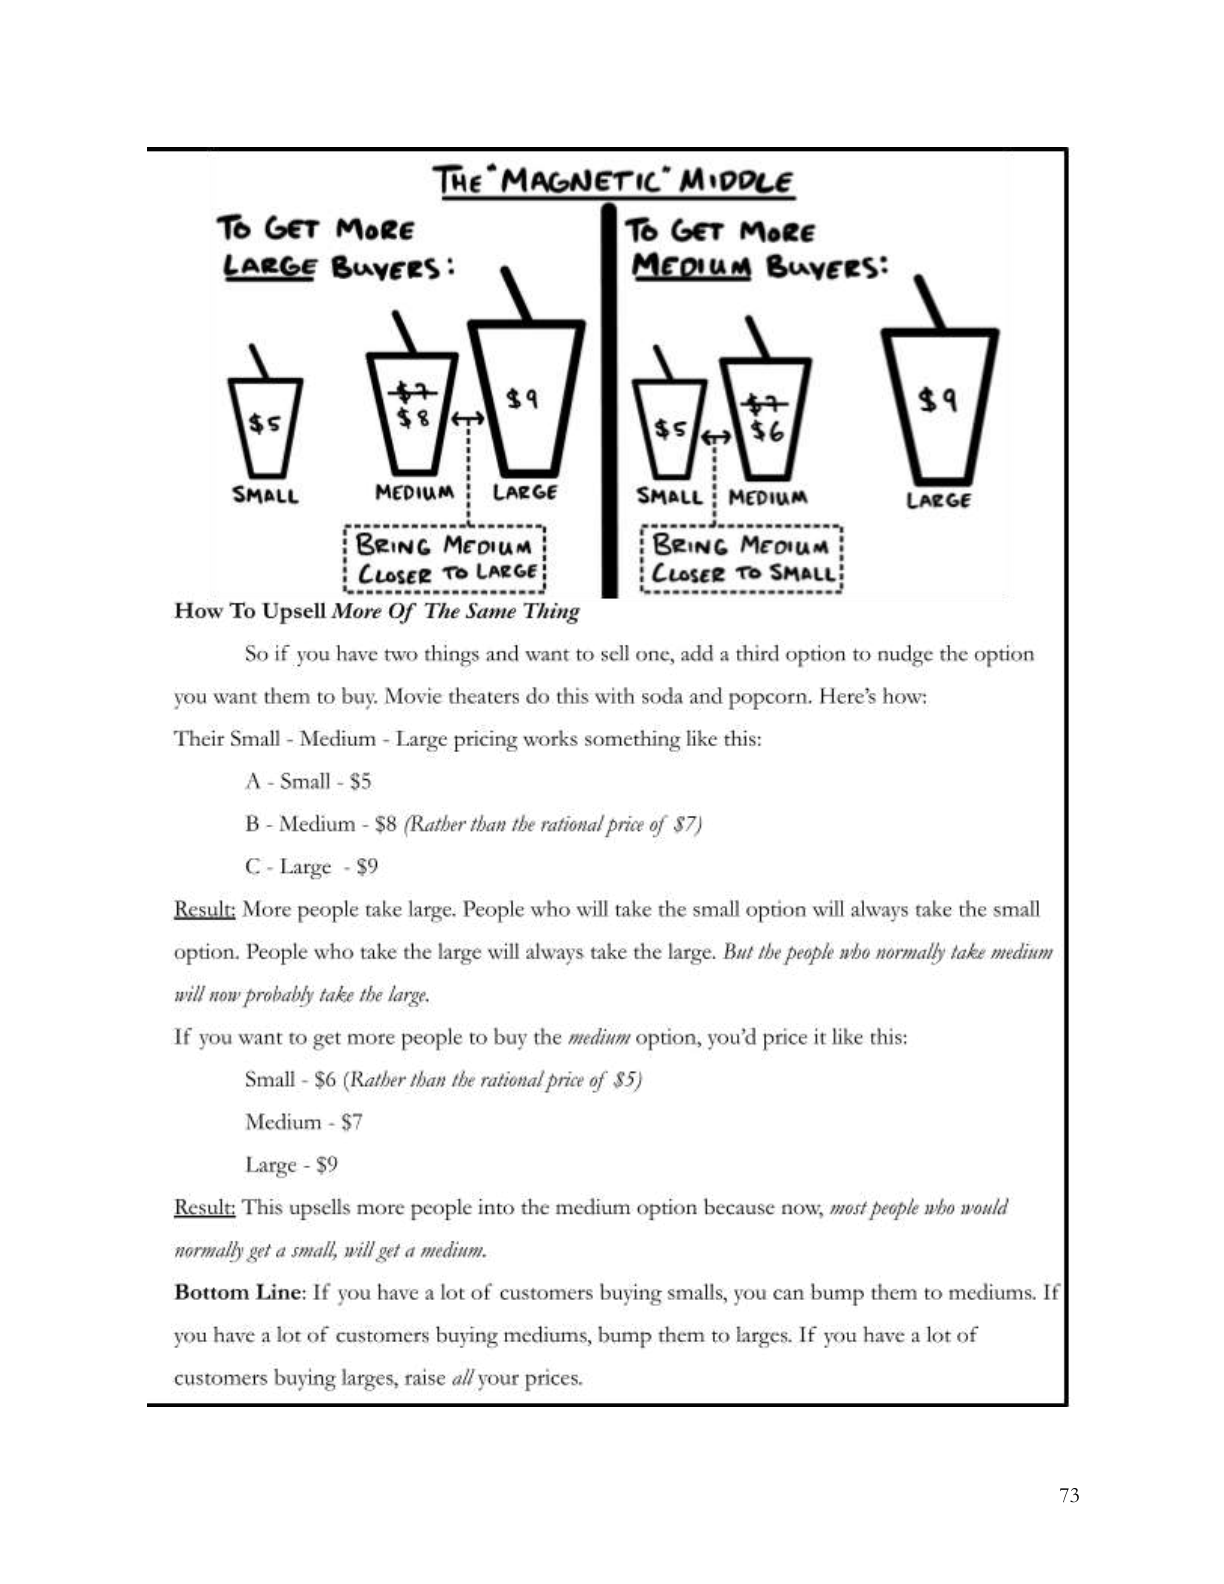 THE "MAGNETIC" MIDDLE
TO GET MORE
LARGE BUYERS:
$5
$7
$8
$9
SMALL
MEDIUM
LARGE
BRING MEDIUM
CLOSER TO LARGE
TO GET MORE
MEDIUM BUYERS:
$5
$7
$6
$9
SMALL
MEDIUM
LARGE
BRING MEDIUM
CLOSER TO SMALL
How To Upsell More Of The Same Thing
So if you have two things and want to sell one, add a third option to nudge the option
you want them to buy. Movie theaters do this with soda and popcorn. Here's how:
Their Small - Medium - Large pricing works something like this:
A - Small - $5
B - Medium - $8 (Rather than the rational price of $7)
C - Large - $9
Result: More people take large. People who will take the small option will always take the small
option. People who take the large will always take the large. But the people who normally take medium
will now probably take the large.
If you want to get more people to buy the medium option, you'd price it like this:
Small - $6 (Rather than the rational price of $5)
Medium - $7
Large - $9
Result: This upsells more people into the medium option because now, most people who would
normally get a small, will get a medium.
Bottom Line: If you have a lot of customers buying smalls, you can bump them to mediums. If
you have a lot of customers buying mediums, bump them to larges. If you have a lot of
customers buying larges, raise all your prices.
73